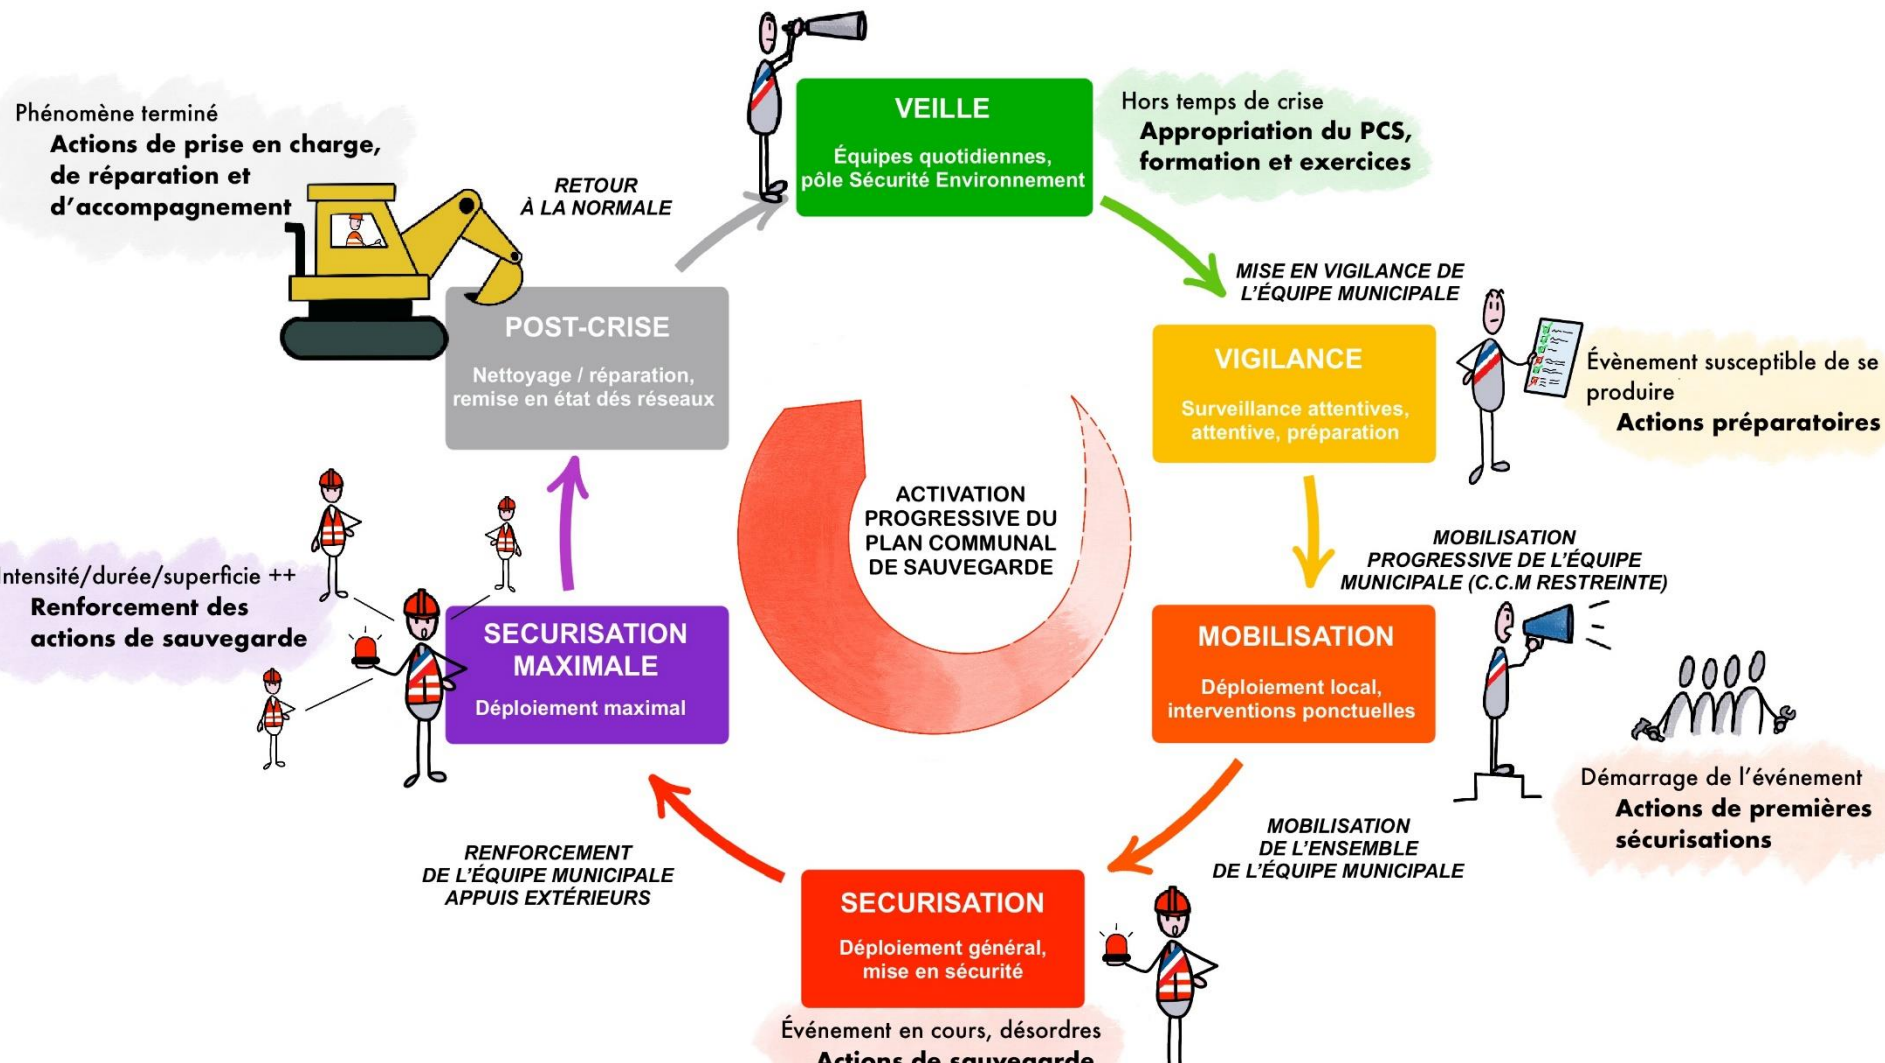 VEILLE
Équipes quotidiennes,
pôle Sécurité Environnement
Hors temps de crise
Appropriation du PCS,
formation et exercices
MISE EN VIGILANCE DE
L'ÉQUIPE MUNICIPALE
VIGILANCE
Surveillance attentives,
attentive, préparation
Évènement susceptible de se
produire
Actions préparatoires
MOBILISATION
PROGRESSIVE DE L'ÉQUIPE
MUNICIPALE (C.C.M RESTREINTE)
MOBILISATION
Déploiement local,
interventions ponctuelles
Démarrage de l'événement
Actions de premières
sécurisations
MOBILISATION
DE L'ENSEMBLE
DE L'ÉQUIPE MUNICIPALE
SECURISATION
Déploiement général,
mise en sécurité
Événement en cours, désordres
Actions de sauvegarde
RENFORCEMENT
DE L'ÉQUIPE MUNICIPALE
APPUIS EXTÉRIEURS
SECURISATION
MAXIMALE
Déploiement maximal
Intensité/durée/superficie ++
Renforcement des
actions de sauvegarde
POST-CRISE
Nettoyage / réparation,
remise en état dés réseaux
Phénomène terminé
Actions de prise en charge,
de réparation et
d'accompagnement
RETOUR
À LA NORMALE
ACTIVATION
PROGRESSIVE DU
PLAN COMMUNAL
DE SAUVEGARDE